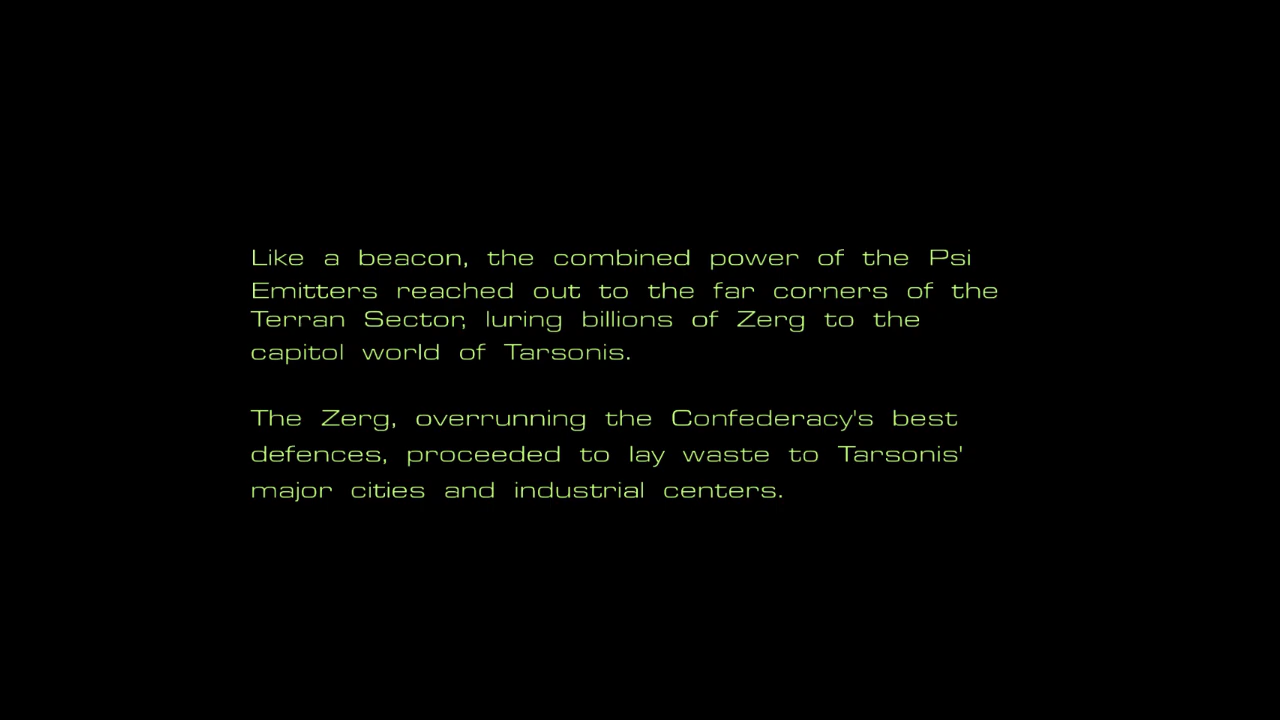 Like a beacon, the combined power of the Psi
Emitters reached out to the far corners of the
Terran Sector, luring billions of Zerg to the
capitol world of Tarsonis.
The Zerg, overrunning the Confederacy's best
defences, proceeded to lay waste to Tarsonis'
major cities and industrial centers.